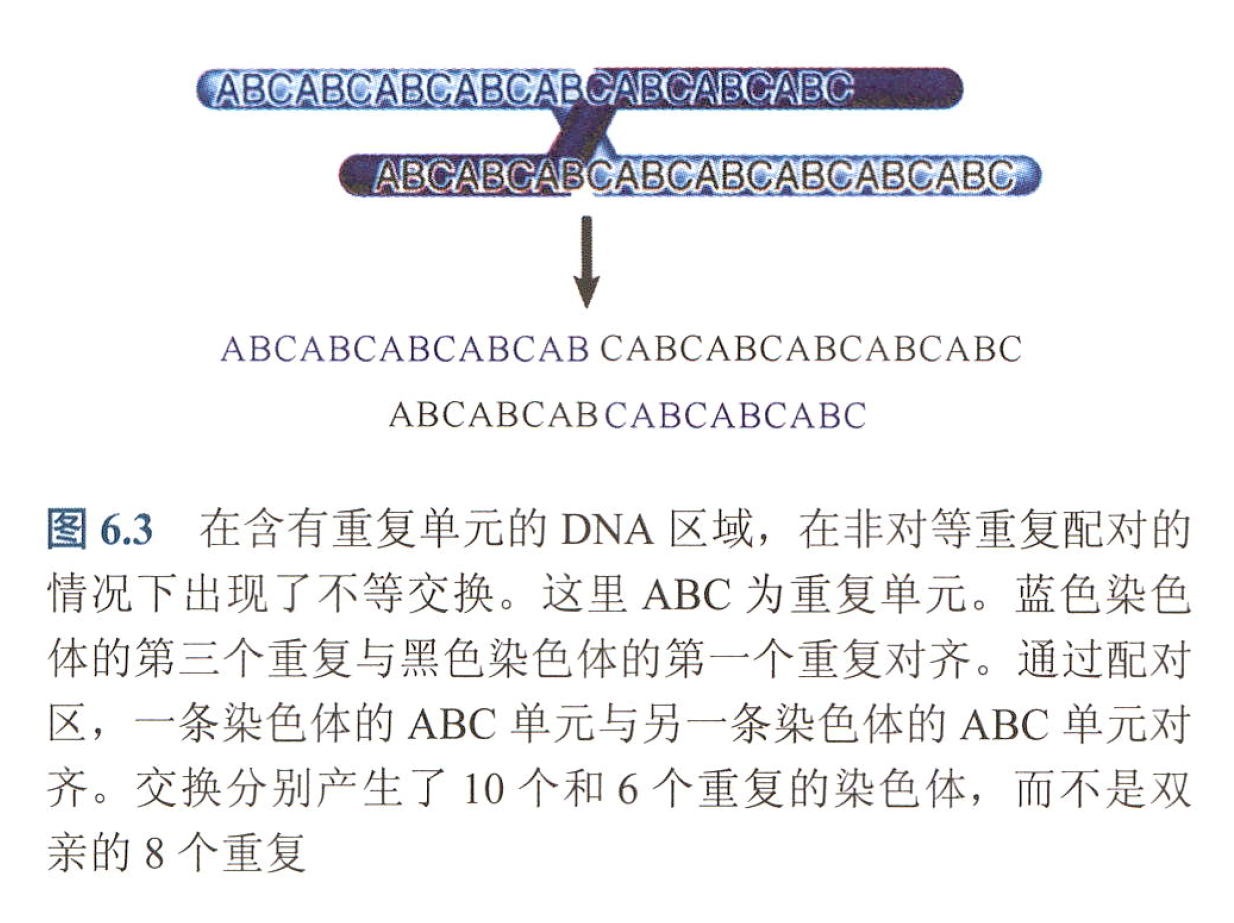 ABCABCABCABCABCABCABCABC
ABCABCABCABCABCABCABCABC
ABCABCABCABCAB CABCABCABCABCABC
ABCABCABCABCABCABC
图 6.3 在含有重复单元的 DNA 区域，在非对等重复配对的
情况下出现了不等交换。这里 ABC 为重复单元。蓝色染色
体的第三个重复与黑色染色体的第一个重复对齐。通过配对
区，一条染色体的 ABC 单元与另一条染色体的 ABC 单元对
齐。交换分别产生了 10 个和 6 个重复的染色体，而不是双
亲的 8 个重复